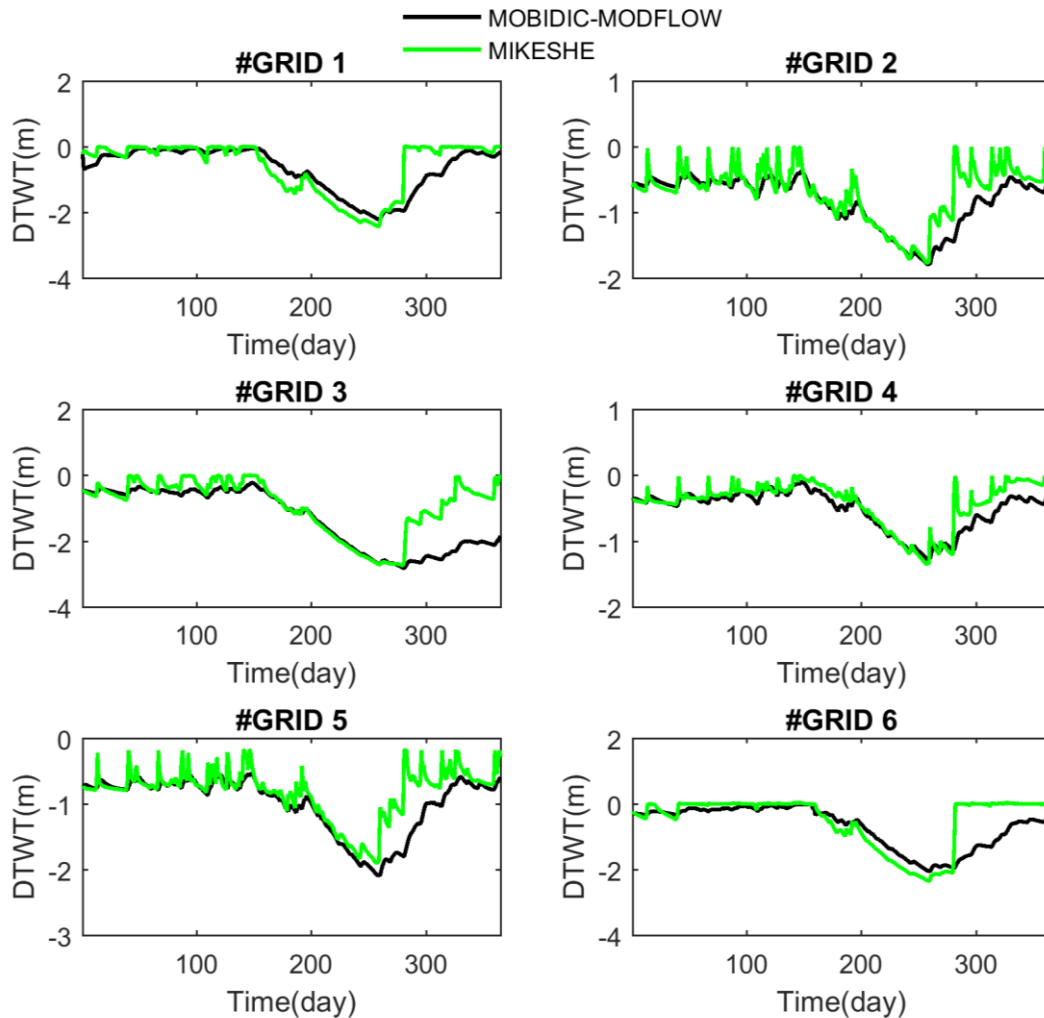 MOBIDIC-MODFLOW
MIKESHE
#GRID 1
#GRID 2
2
0
-2
-4
DTWT(m)
100
200
300
Time(day)
1
0
-1
-2
DTWT(m)
100
200
300
Time(day)
#GRID 3
#GRID 4
2
0
-2
-4
DTWT(m)
100
200
300
Time(day)
1
0
-1
-2
DTWT(m)
100
200
300
Time(day)
#GRID 5
#GRID 6
0
-1
-2
-3
DTWT(m)
100
200
300
Time(day)
2
0
-2
-4
DTWT(m)
100
200
300
Time(day)